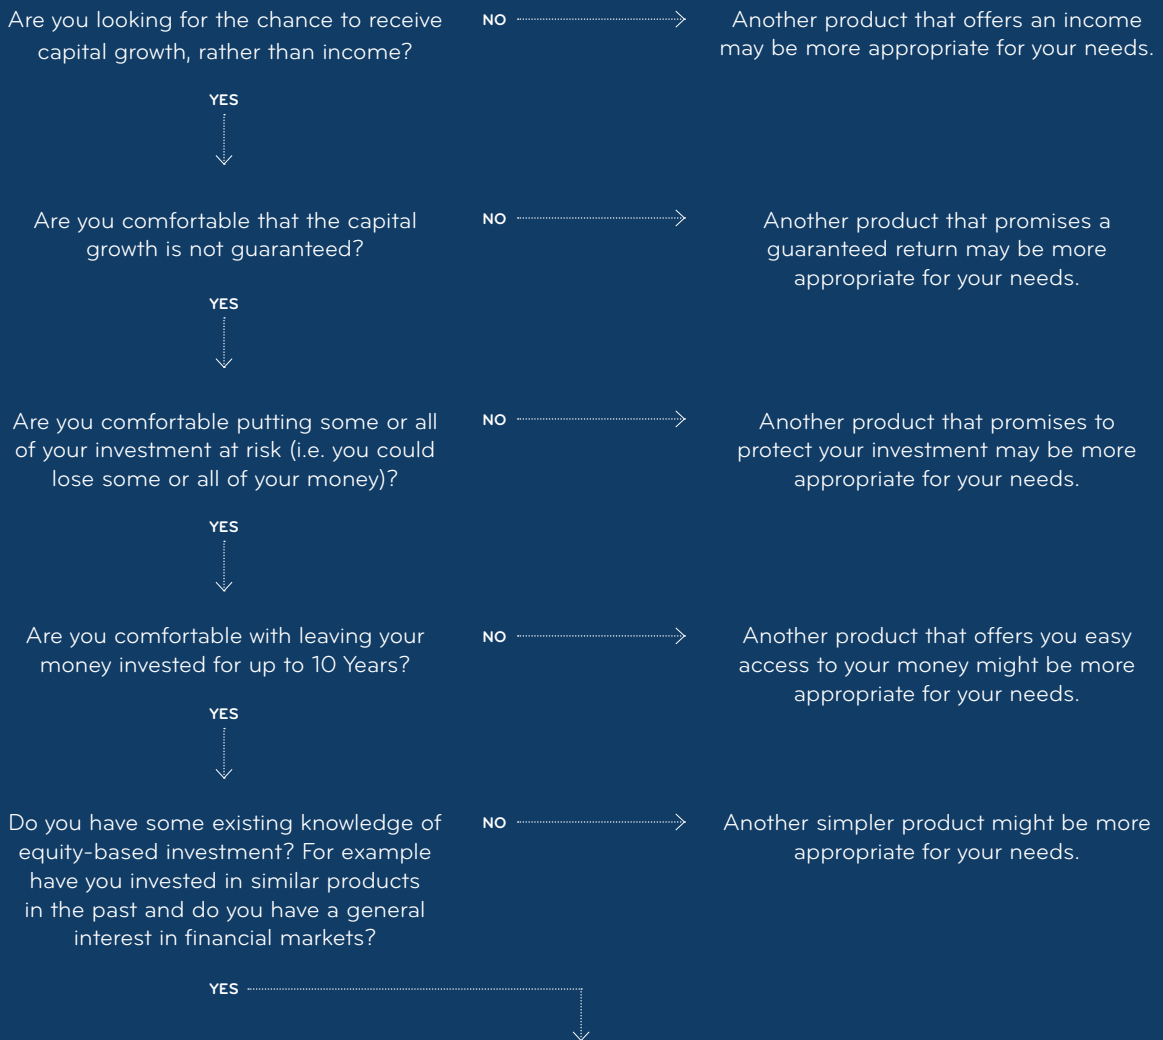 Are you looking for the chance to receive
capital growth, rather than income?
NO
Another product that offers an income
may be more appropriate for your needs.
YES
Are you comfortable that the capital
growth is not guaranteed?
NO
Another product that promises a
guaranteed return may be more
appropriate for your needs.
YES
Are you comfortable putting some or all
of your investment at risk (i.e. you could
lose some or all of your money)?
NO
Another product that promises to
protect your investment may be more
appropriate for your needs.
YES
Are you comfortable with leaving your
money invested for up to 10 Years?
NO
Another product that offers you easy
access to your money might be more
appropriate for your needs.
YES
Do you have some existing knowledge of
equity-based investment? For example
have you invested in similar products
in the past and do you have a general
interest in financial markets?
NO
Another simpler product might be more
appropriate for your needs.
YES